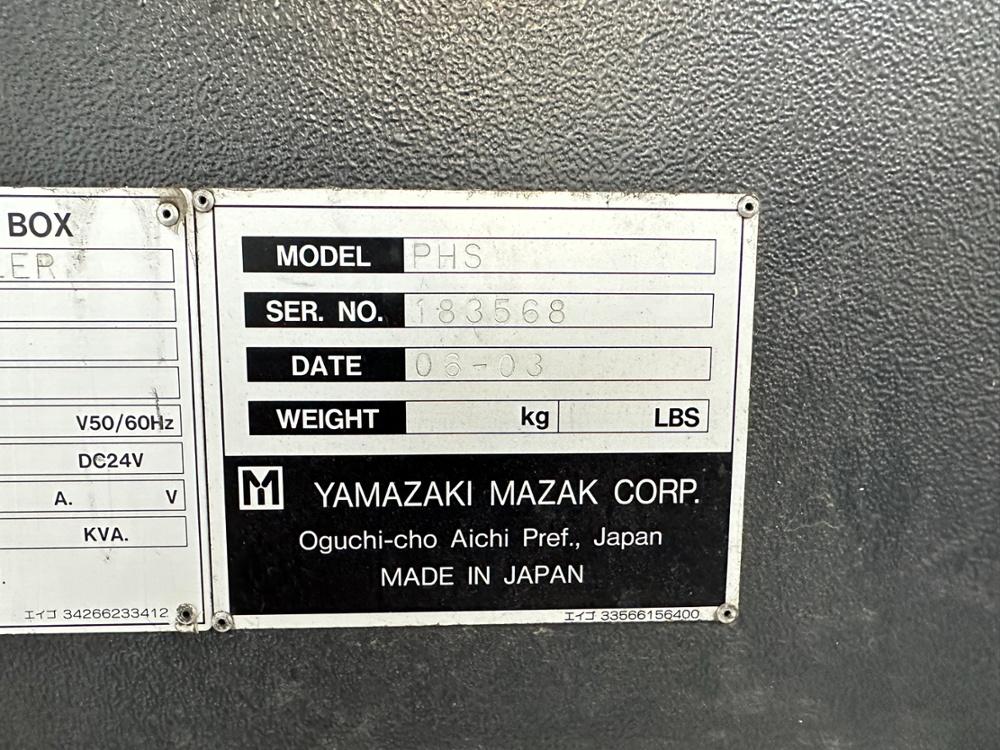 BOX
LER
V50/60Hz
DC24V
A. V
KVA.
エイゴ 34266233412
MODEL PHS
SER. NO. 183568
DATE 06-03
WEIGHT kg LBS
YAMAZAKI MAZAK CORP.
Oguchi-cho Aichi Pref., Japan
MADE IN JAPAN
エイゴ 33566156400